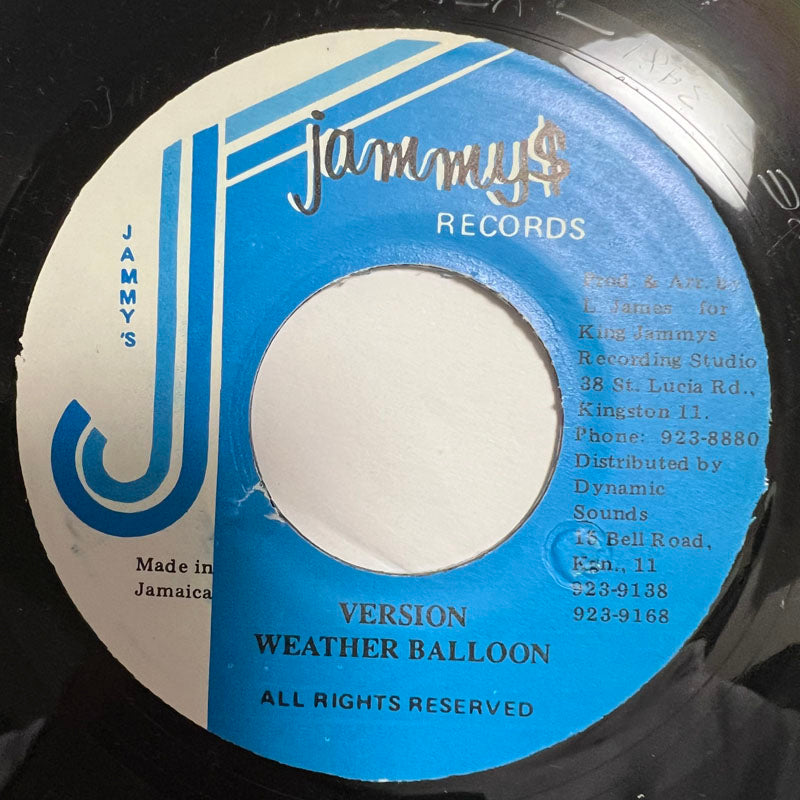 jammy$
RECORDS
JAMMY'S
Prod. & Arr. by
L. James for
King Jammys
Recording Studio
38 St. Lucia Rd.,
Kingston 11.
Phone: 923-8880
Distributed by
Dynamic
Sounds
15 Bell Road,
Kgn., 11
923-9138
923-9168
Made in
Jamaica
VERSION
WEATHER BALLOON
ALL RIGHTS RESERVED